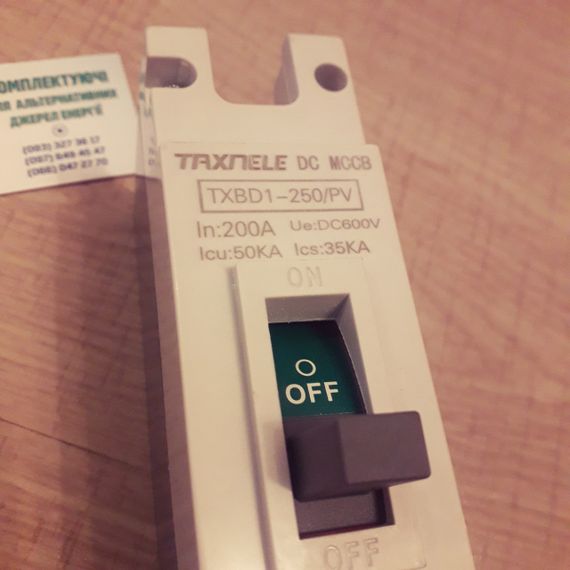 КОМПЛЕКТУЮЧІ
ДЛЯ АЛЬТЕРНАТИВНИХ
ДЖЕРЕЛ ЕНЕРГІЇ
(093) 327 36 17
(097) 649 45 47
(066) 047 27 70
TAXNELE DC MCCB
TXBD1-250/PV
In:200A Ue:DC600V
Icu:50KA Ics:35KA
ON
OFF
OFF